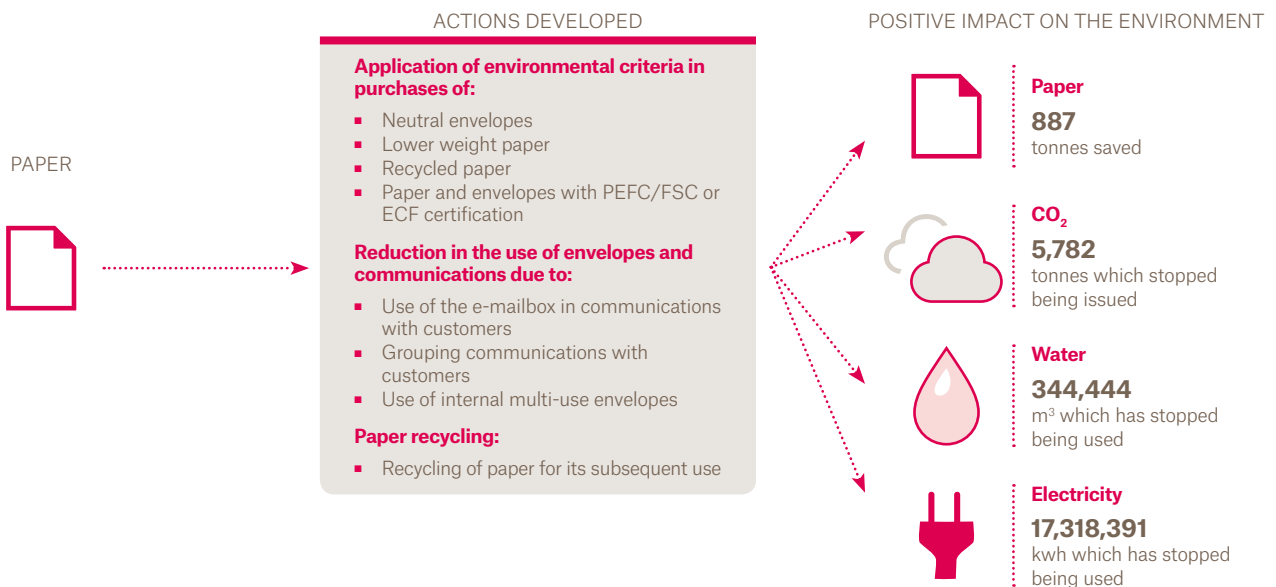 PAPER
ACTIONS DEVELOPED
Application of environmental criteria in
purchases of:
▪ Neutral envelopes
▪ Lower weight paper
▪ Recycled paper
▪ Paper and envelopes with PEFC/FSC or
ECF certification
Reduction in the use of envelopes and
communications due to:
▪ Use of the e-mailbox in communications
with customers
▪ Grouping communications with
customers
▪ Use of internal multi-use envelopes
Paper recycling:
▪ Recycling of paper for its subsequent use
POSITIVE IMPACT ON THE ENVIRONMENT
Paper
887
tonnes saved
CO₂
5,782
tonnes which stopped
being issued
Water
344,444
m³ which has stopped
being used
Electricity
17,318,391
kwh which has stopped
being used